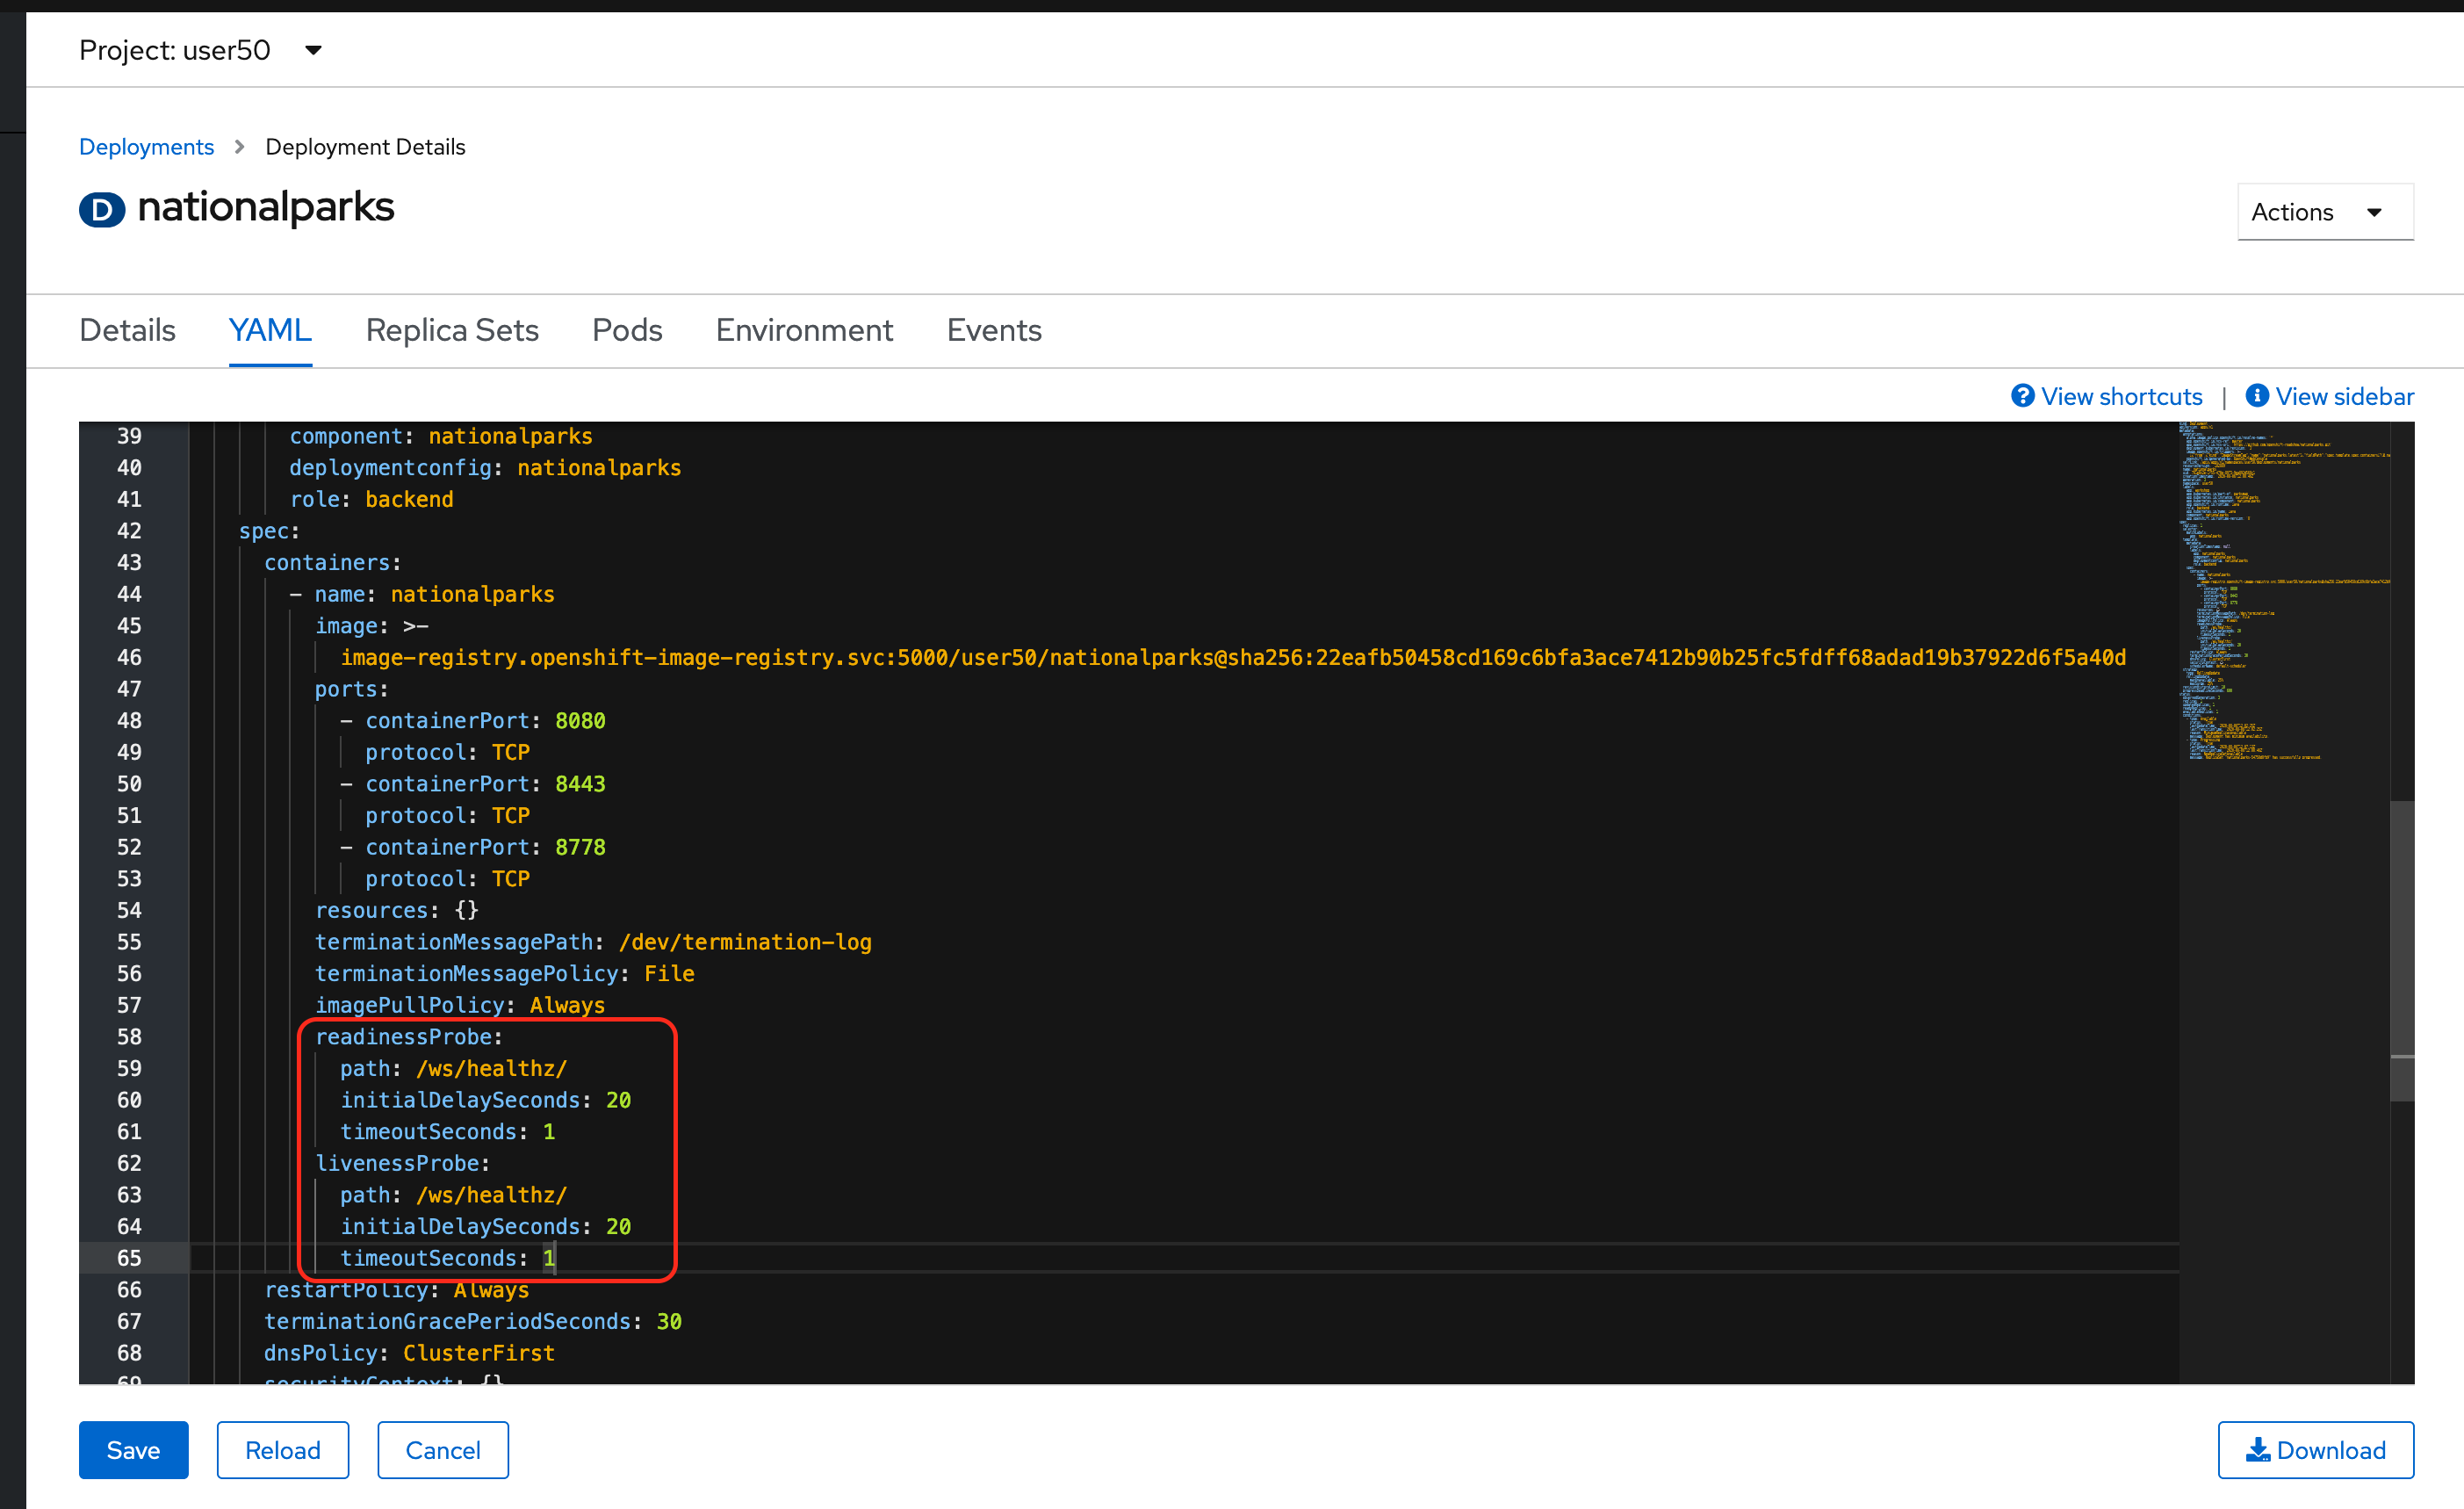 Project: user50
Deployments > Deployment Details
D nationalparks
Actions
Details YAML Replica Sets Pods Environment Events
View shortcuts | View sidebar
39 component: nationalparks
40 deploymentconfig: nationalparks
41 role: backend
42 spec:
43 containers:
44 - name: nationalparks
45 image: >-
46 image-registry.openshift-image-registry.svc:5000/user50/nationalparks@sha256:22eafb50458cd169c6bfa3ace7412b90b25fc5fdff68adad19b37922d6f5a40d
47 ports:
48 - containerPort: 8080
49 protocol: TCP
50 - containerPort: 8443
51 protocol: TCP
52 - containerPort: 8778
53 protocol: TCP
54 resources: {}
55 terminationMessagePath: /dev/termination-log
56 terminationMessagePolicy: File
57 imagePullPolicy: Always
58 readinessProbe:
59 path: /ws/healthz/
60 initialDelaySeconds: 20
61 timeoutSeconds: 1
62 livenessProbe:
63 path: /ws/healthz/
64 initialDelaySeconds: 20
65 timeoutSeconds: 1
66 restartPolicy: Always
67 terminationGracePeriodSeconds: 30
68 dnsPolicy: ClusterFirst
69 securityContext: {}
Save Reload Cancel Download